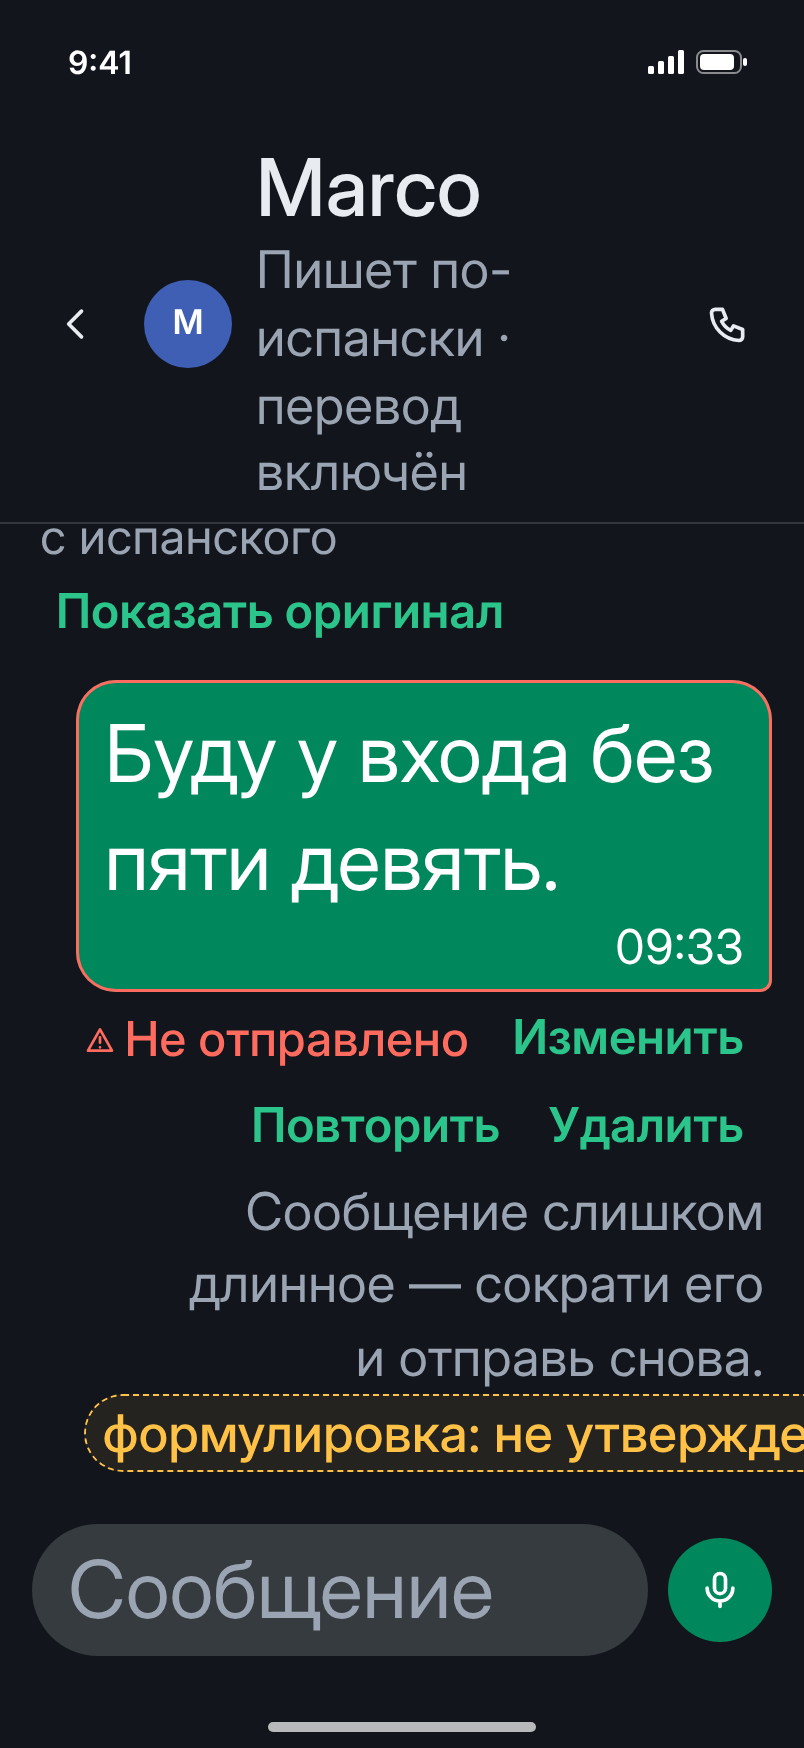 9:41
Marco
Пишет по-
испански ·
перевод
включён
M
с испанского
Показать оригинал
Буду у входа без
пяти девять.
09:33
Не отправлено Изменить
Повторить Удалить
Сообщение слишком
длинное — сократи его
и отправь снова.
формулировка: не утвержде
Сообщение